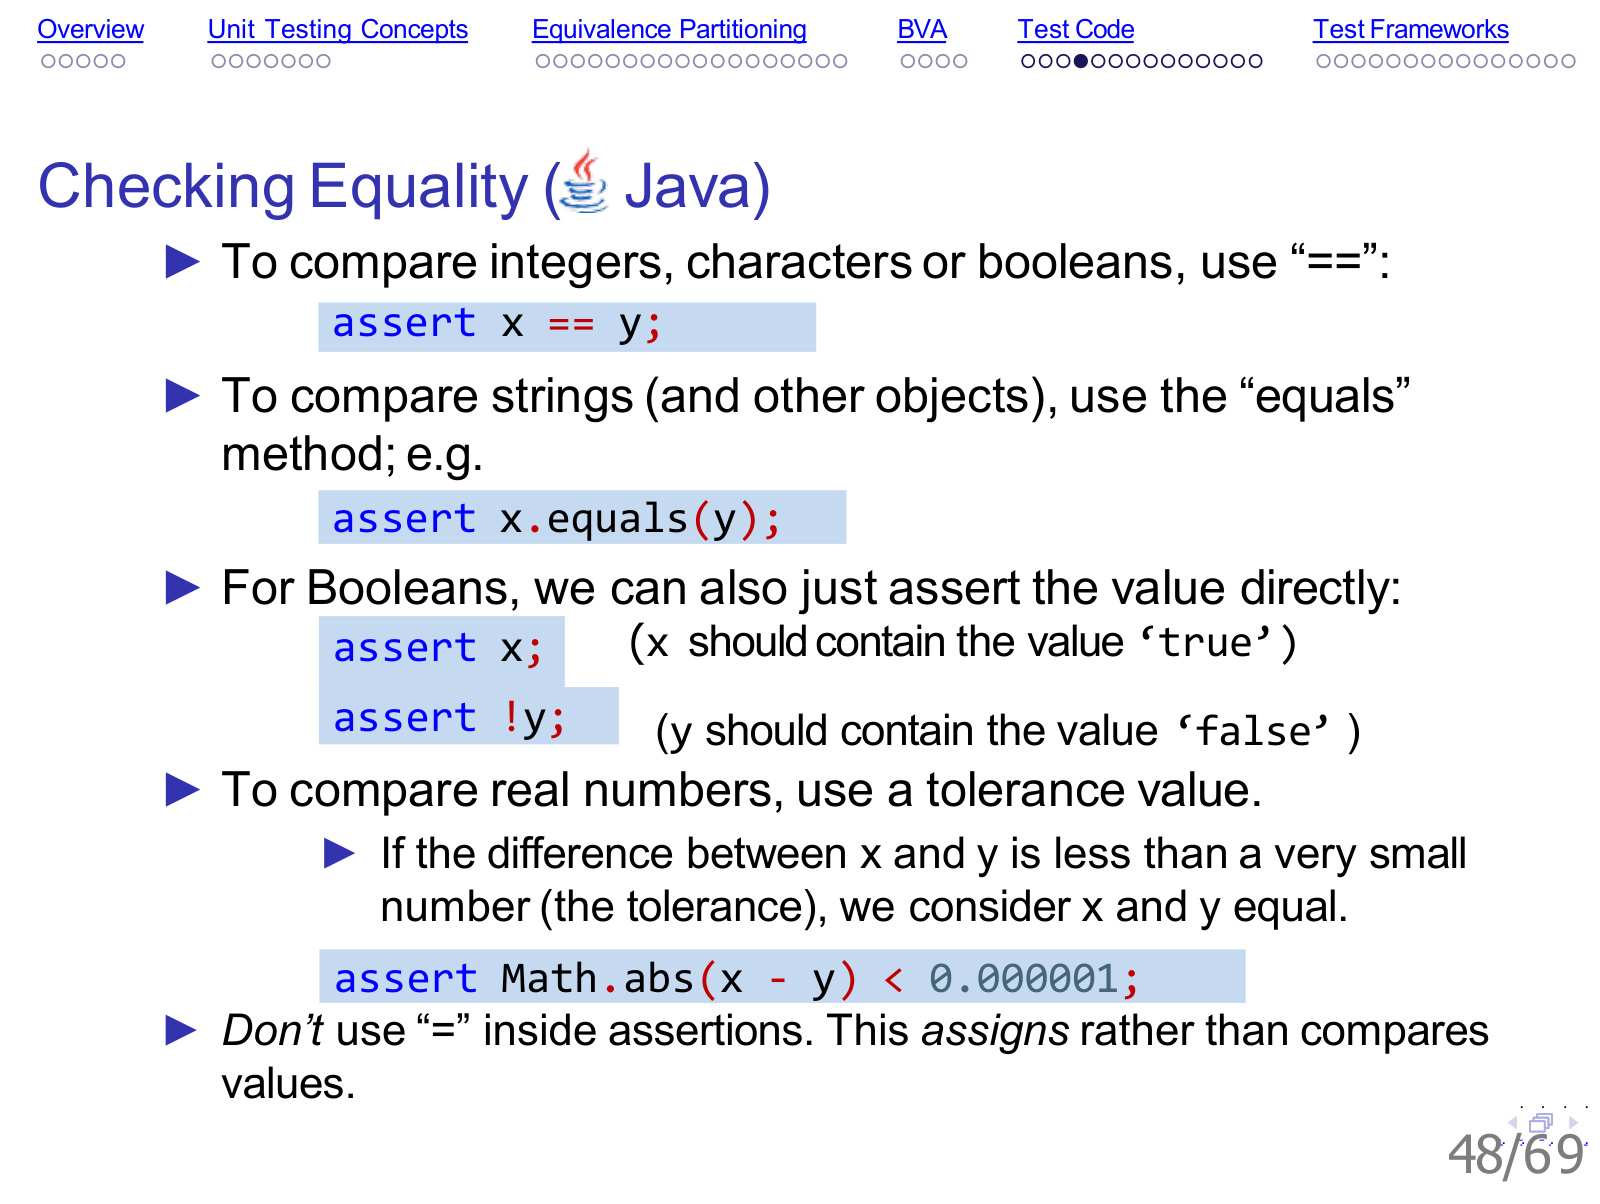 Overview Unit Testing Concepts Equivalence Partitioning BVA Test Code Test Frameworks
Checking Equality ( Java)
To compare integers, characters or booleans, use “==”:
assert x == y;
To compare strings (and other objects), use the “equals”
method; e.g.
assert x.equals(y);
For Booleans, we can also just assert the value directly:
assert x; (x should contain the value ‘true’)
assert !y; (y should contain the value ‘false’ )
To compare real numbers, use a tolerance value.
If the difference between x and y is less than a very small
number (the tolerance), we consider x and y equal.
assert Math.abs(x - y) < 0.000001;
Don’t use “=” inside assertions. This assigns rather than compares
values.
48/69